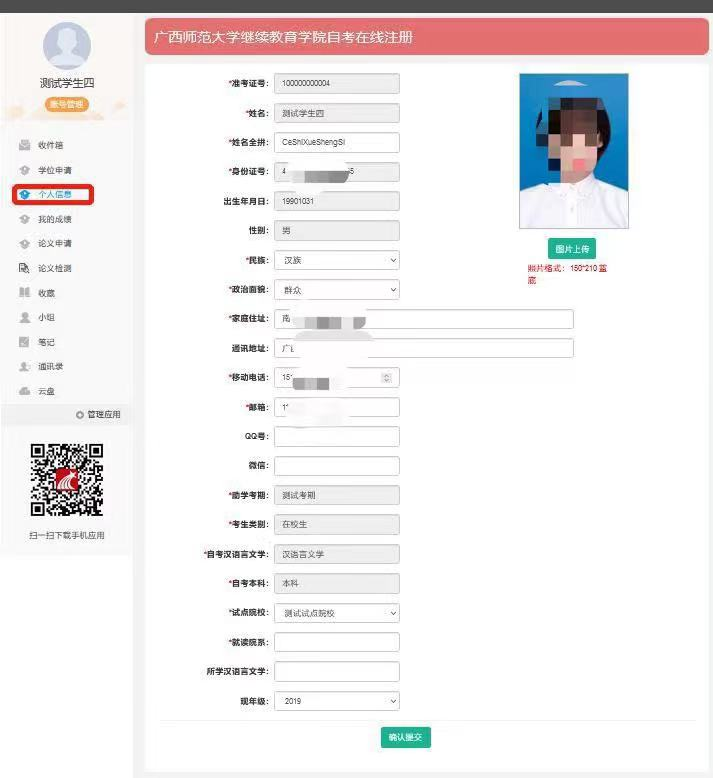 广西师范大学继续教育学院自考在线注册
测试学生四
账号管理
收件箱
学位申请
个人信息
我的成绩
论文申请
论文检测
收藏
小组
笔记
通讯录
云盘
管理应用
扫一扫下载手机应用
*准考证号： 100000000004
*姓名： 测试学生四
*姓名全拼： CeShiXueShengSi
*身份证号： 4
出生年月日： 19901031
性别： 男
*民族： 汉族
*政治面貌： 群众
*家庭住址： 南
通讯地址： 广
*移动电话： 15
*邮箱： 1
QQ号：
微信：
*助学考期： 测试考期
*考生类别： 在校生
*自考汉语言文学： 汉语言文学
*自考本科： 本科
*试点院校： 测试试点院校
*就读院系：
所学汉语言文学：
现年级： 2019
图片上传
照片格式：150*210 蓝
底
确认提交